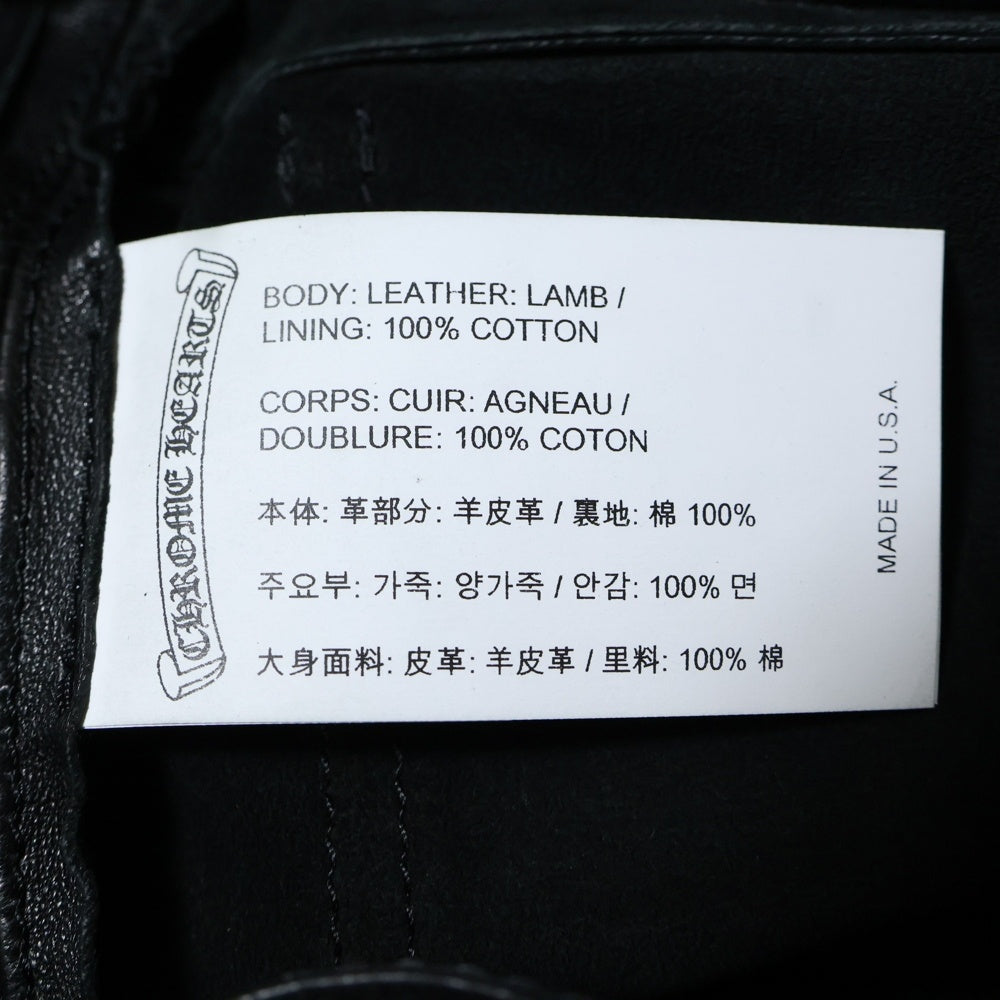 CHROME HEARTS
BODY: LEATHER: LAMB /
LINING: 100% COTTON
CORPS: CUIR: AGNEAU /
DOUBLURE: 100% COTON
本体: 革部分: 羊皮革 / 裏地: 棉 100%
주요부: 가죽: 양가죽 / 안감: 100% 면
大身面料: 皮革: 羊皮革 / 里料: 100% 棉
MADE IN U.S.A.